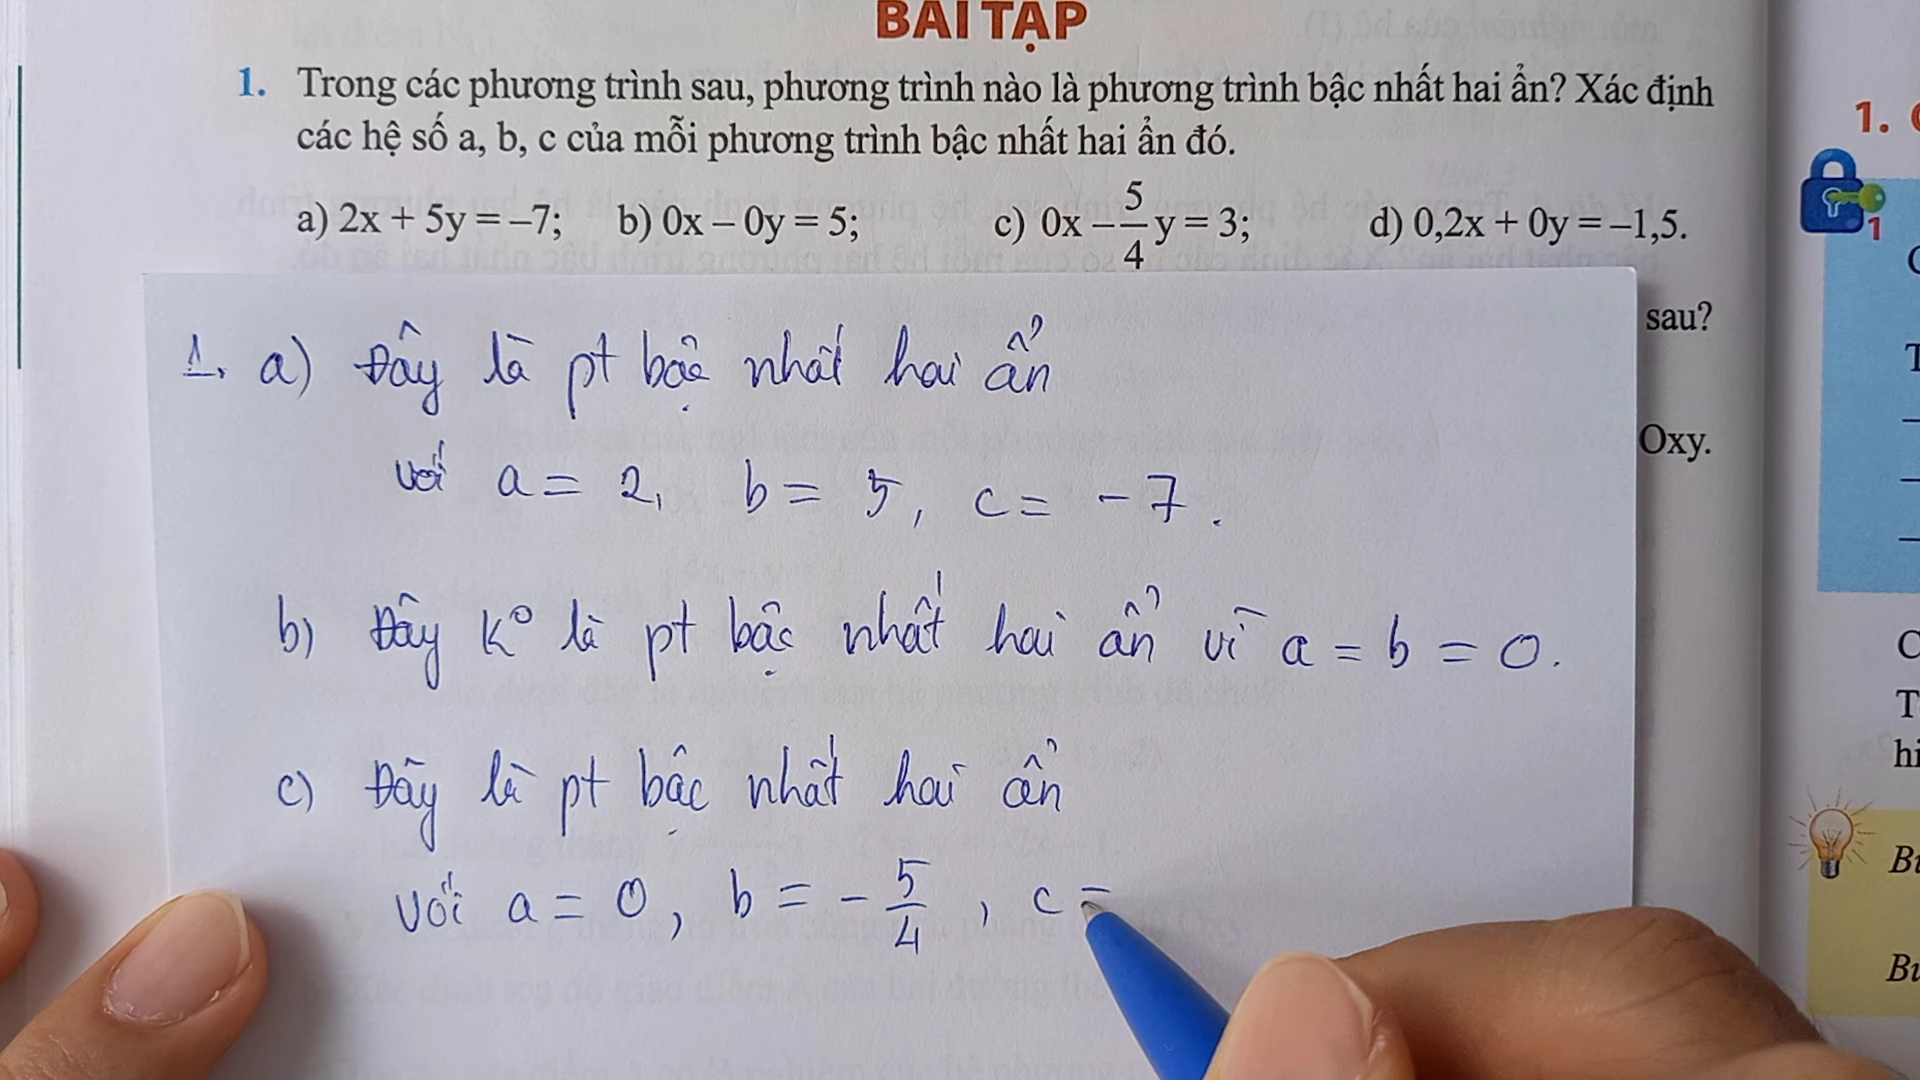 BÀI TẬP
1. Trong các phương trình sau, phương trình nào là phương trình bậc nhất hai ẩn? Xác định
các hệ số a, b, c của mỗi phương trình bậc nhất hai ẩn đó.
a) 2x + 5y = –7; b) 0x – 0y = 5; c) 0x – 5/4 y = 3; d) 0,2x + 0y = –1,5.
sau?
Oxy.
1. a) Đây là pt bậc nhất hai ẩn
với a = 2, b = 5, c = -7.
b) Đây k° là pt bậc nhất hai ẩn vì a = b = 0.
c) Đây là pt bậc nhất hai ẩn
với a = 0, b = - 5/4, c =
1.
1
T
hi